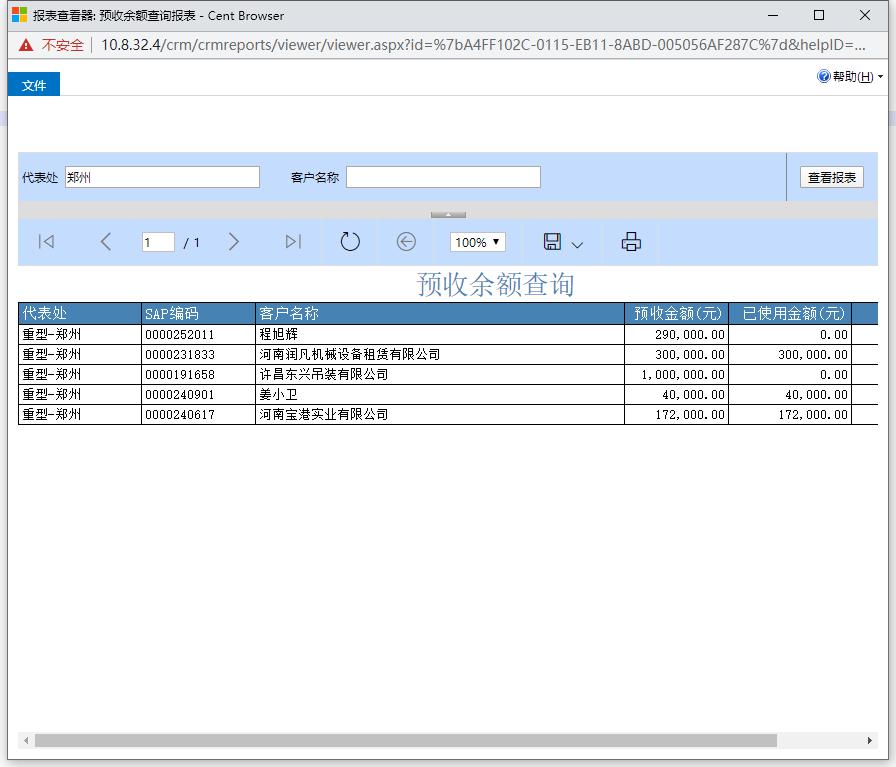 报表查看器: 预收余额查询报表 - Cent Browser
不安全 10.8.32.4/crm/crmreports/viewer/viewer.aspx?id=%7bA4FF102C-0115-EB11-8ABD-005056AF287C%7d&helpID=...
文件 帮助(H)
代表处 郑州 客户名称 查看报表
1 / 1 100%
预收余额查询
代表处 SAP编码 客户名称 预收金额(元) 已使用金额(元)
重型-郑州 0000252011 程旭辉 290,000.00 0.00
重型-郑州 0000231833 河南润凡机械设备租赁有限公司 300,000.00 300,000.00
重型-郑州 0000191658 许昌东兴吊装有限公司 1,000,000.00 0.00
重型-郑州 0000240901 姜小卫 40,000.00 40,000.00
重型-郑州 0000240617 河南宝港实业有限公司 172,000.00 172,000.00